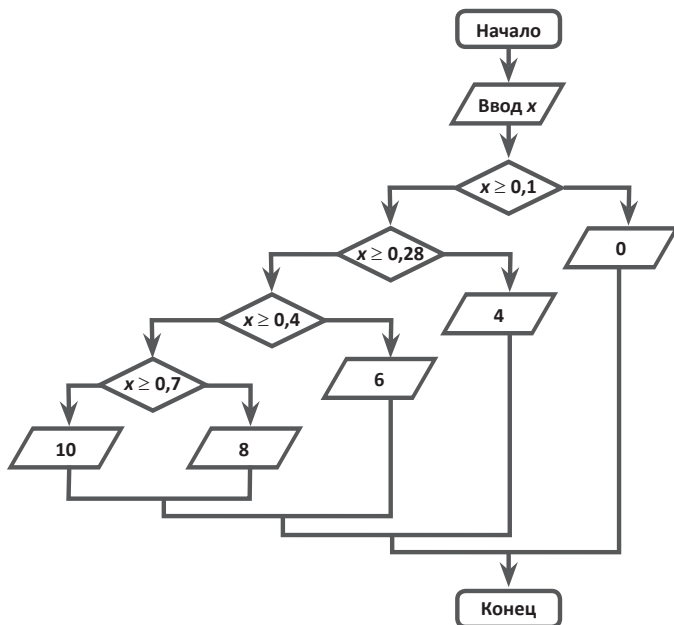 Начало
Ввод x
x ≥ 0,1
x ≥ 0,28
0
x ≥ 0,4
4
x ≥ 0,7
6
10
8
Конец